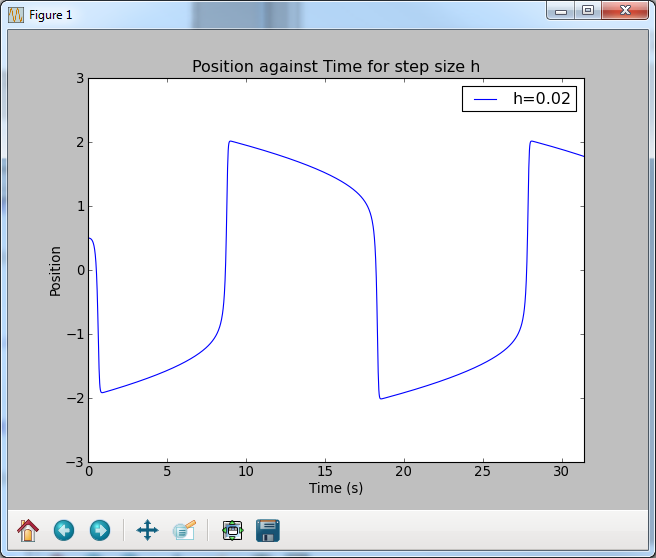 Figure 1
Position against Time for step size h
h=0.02
3
2
1
0
−1
−2
−3
Position
0 5 10 15 20 25 30
Time (s)